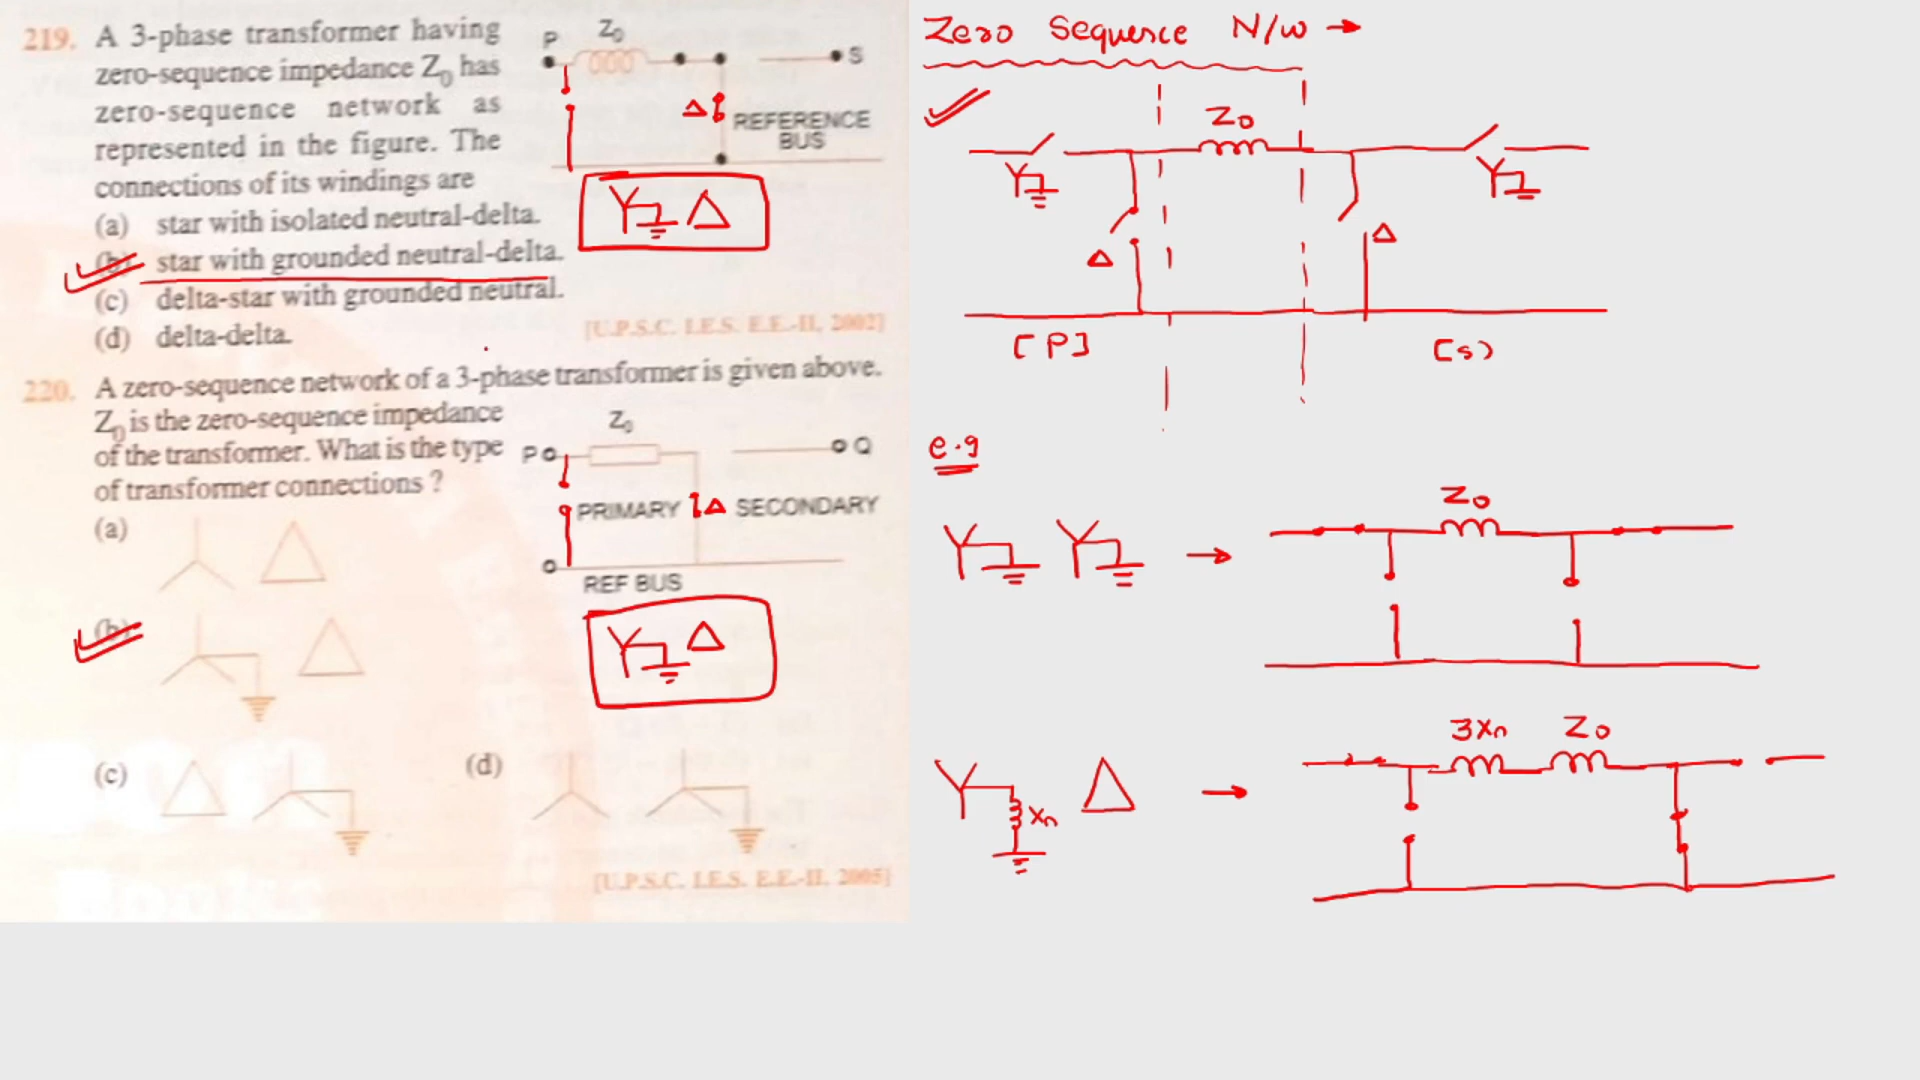 219. A 3-phase transformer having
zero-sequence impedance Z0 has
zero-sequence network as
represented in the figure. The
connections of its windings are
(a) star with isolated neutral-delta.
(b) star with grounded neutral-delta.
(c) delta-star with grounded neutral.
(d) delta-delta.
[U.P.S.C. I.E.S. E.E.-II, 2002]
P
Z0
S
Δ
REFERENCE
BUS
220. A zero-sequence network of a 3-phase transformer is given above.
Z0 is the zero-sequence impedance
of the transformer. What is the type
of transformer connections ?
Z0
P
Q
PRIMARY Δ SECONDARY
REF BUS
(a)
(b)
(c)
(d)
[U.P.S.C. I.E.S. E.E.-II. 2005]
Zero Sequence N/w →
Z0
Δ
Δ
[P]
(s)
e.g
Z0
→
3Xn Z0
Xn
→